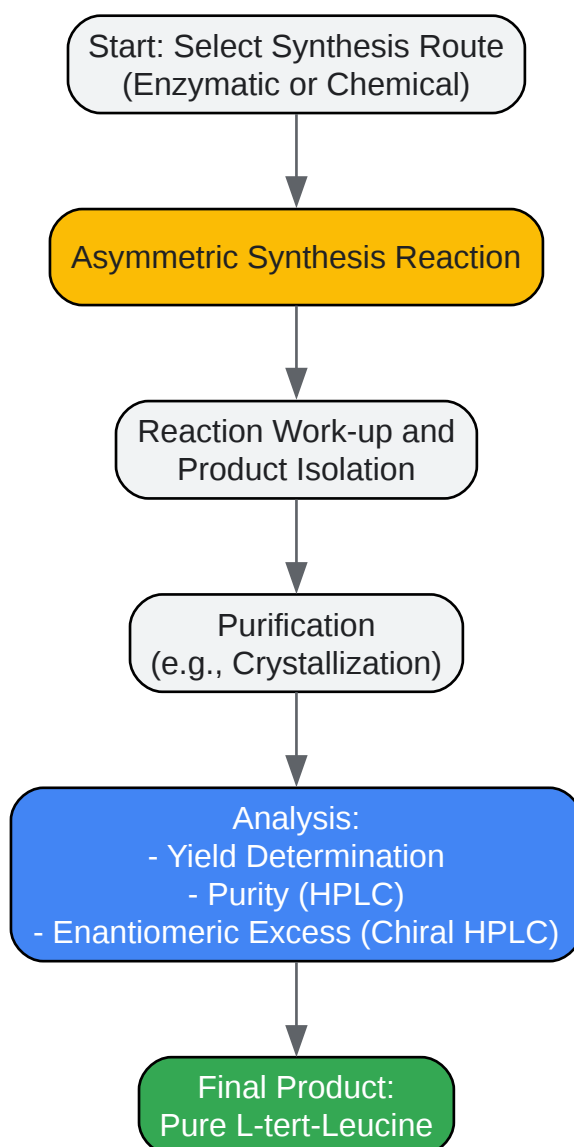 Start: Select Synthesis Route
(Enzymatic or Chemical)
Asymmetric Synthesis Reaction
Reaction Work-up and
Product Isolation
Purification
(e.g., Crystallization)
Analysis:
- Yield Determination
- Purity (HPLC)
- Enantiomeric Excess (Chiral HPLC)
Final Product:
Pure L-tert-Leucine